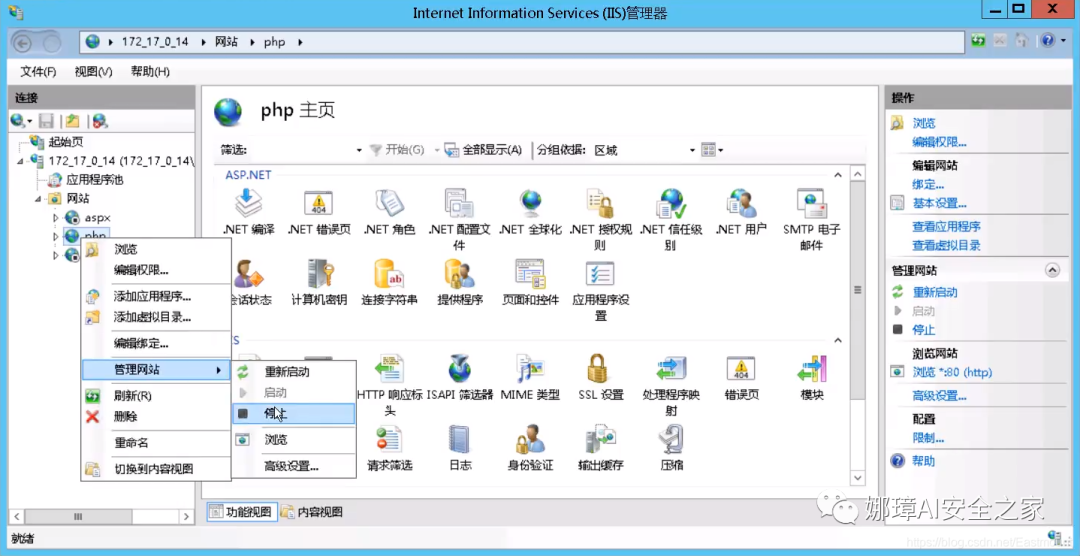 Internet Information Services (IIS)管理器
172_17_0_14 网站 php
文件(F) 视图(V) 帮助(H)
连接
起始页
172_17_0_14 (172_17_0_14\
应用程序池
网站
aspx
php
浏览
编辑权限...
添加应用程序...
添加虚拟目录...
编辑绑定...
管理网站
刷新(R)
删除
重命名
切换到内容视图
重新启动
启动
停止
浏览
高级设置...
php 主页
筛选: 开始(G) 全部显示(A) 分组依据: 区域
ASP.NET
.NET 编译 .NET 错误页 .NET 角色 .NET 配置文件 .NET 全球化 .NET 授权规则 .NET 信任级别 .NET 用户 SMTP 电子邮件
会话状态 计算机密钥 连接字符串 提供程序 页面和控件 应用程序设置
S
HTTP 响应标头 ISAPI 筛选器 MIME 类型 SSL 设置 处理程序映射 错误页 模块
请求筛选 日志 身份验证 输出缓存 压缩
功能视图 内容视图
操作
浏览
编辑权限...
编辑网站
绑定...
基本设置...
查看应用程序
查看虚拟目录
管理网站
重新启动
启动
停止
浏览网站
浏览 *:80 (http)
高级设置...
配置
限制...
帮助
娜璋AI安全之家
就绪